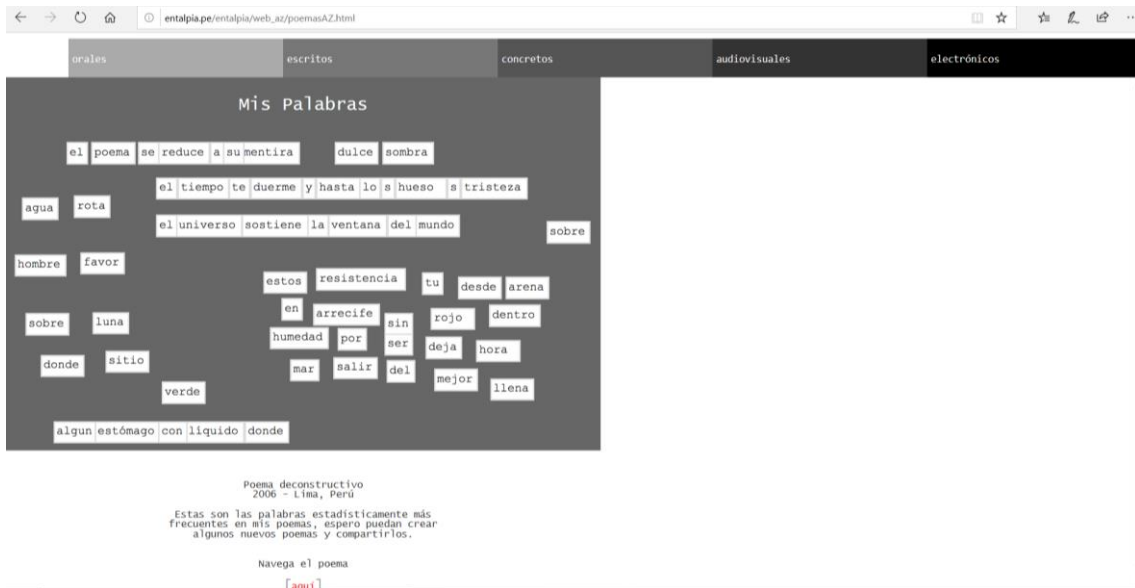 entalpia.pe/entalpia/web_az/poemasAZ.html
orales escritos concretos audiovisuales electrónicos
Mis Palabras
el poema se reduce a su mentira dulce sombra
el tiempo te duerme y hasta lo s hueso s tristeza
agua rota
el universo sostiene la ventana del mundo
sobre
hombre favor
estos resistencia tu desde arena
en arrecife sin rojo dentro
sobre luna
humedad por ser deja hora
donde sitio
mar salir del mejor llena
verde
algun estómago con líquido donde
Poema deconstructivo
2006 - Lima, Perú
Estas son las palabras estadísticamente más
frecuentes en mis poemas, espero puedan crear
algunos nuevos poemas y compartirlos.
Navega el poema
[aquí]